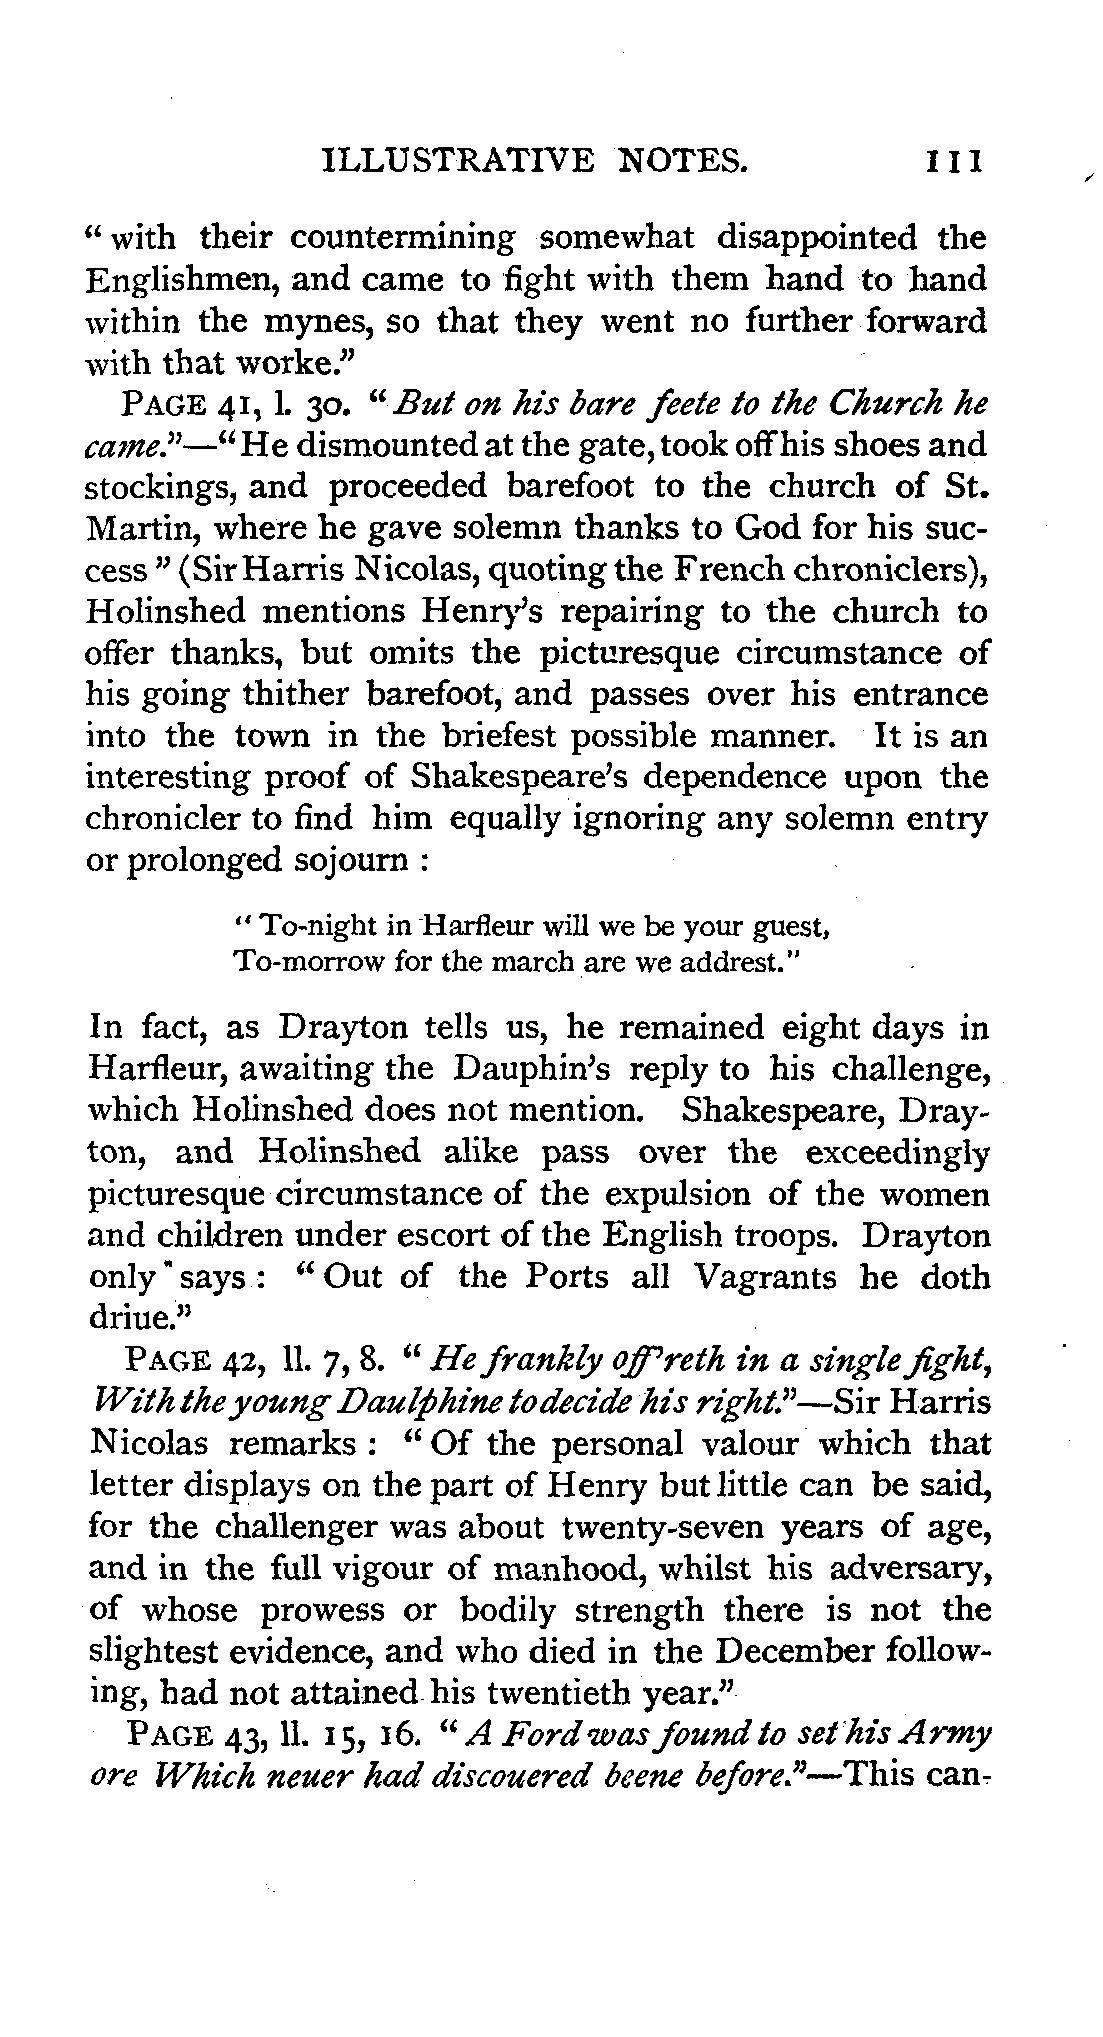 ILLUSTRATIVE NOTES. 111
“ with their countermining somewhat disappointed the
Englishmen, and came to fight with them hand to hand
within the mynes, so that they went no further forward
with that worke.”
PAGE 41, l. 30. “ But on his bare feete to the Church he
came.”—“ He dismounted at the gate, took off his shoes and
stockings, and proceeded barefoot to the church of St.
Martin, where he gave solemn thanks to God for his suc-
cess ” (Sir Harris Nicolas, quoting the French chroniclers),
Holinshed mentions Henry’s repairing to the church to
offer thanks, but omits the picturesque circumstance of
his going thither barefoot, and passes over his entrance
into the town in the briefest possible manner. It is an
interesting proof of Shakespeare’s dependence upon the
chronicler to find him equally ignoring any solemn entry
or prolonged sojourn :
“ To-night in Harfleur will we be your guest,
To-morrow for the march are we addrest.”
In fact, as Drayton tells us, he remained eight days in
Harfleur, awaiting the Dauphin’s reply to his challenge,
which Holinshed does not mention. Shakespeare, Dray-
ton, and Holinshed alike pass over the exceedingly
picturesque circumstance of the expulsion of the women
and children under escort of the English troops. Drayton
only says : “ Out of the Ports all Vagrants he doth
driue.”
PAGE 42, ll. 7, 8. “ He frankly off’reth in a single fight,
With the young Daulphine to decide his right.”—Sir Harris
Nicolas remarks : “ Of the personal valour which that
letter displays on the part of Henry but little can be said,
for the challenger was about twenty-seven years of age,
and in the full vigour of manhood, whilst his adversary,
of whose prowess or bodily strength there is not the
slightest evidence, and who died in the December follow-
ing, had not attained his twentieth year.”
PAGE 43, ll. 15, 16. “ A Ford was found to set his Army
ore Which neuer had discouered beene before.”—This can-